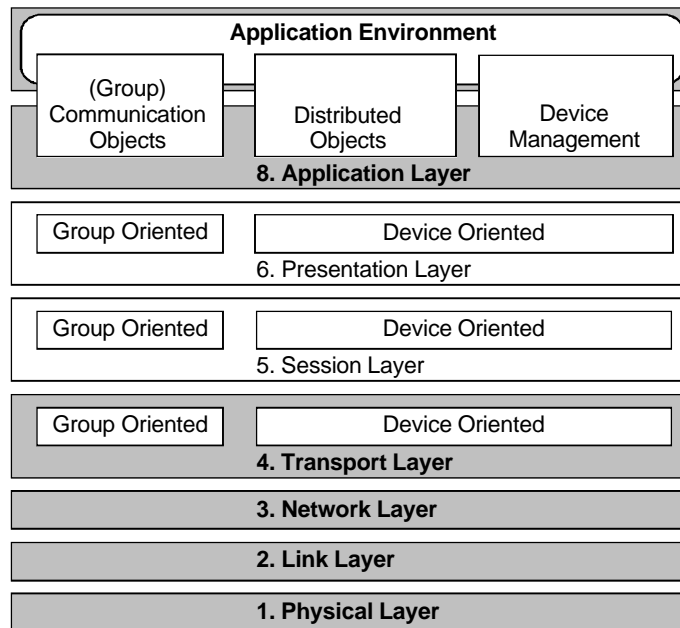 Application Environment
(Group)
Communication
Objects
Distributed
Objects
Device
Management
8. Application Layer
Group Oriented
Device Oriented
6. Presentation Layer
Group Oriented
Device Oriented
5. Session Layer
Group Oriented
Device Oriented
4. Transport Layer
3. Network Layer
2. Link Layer
1. Physical Layer